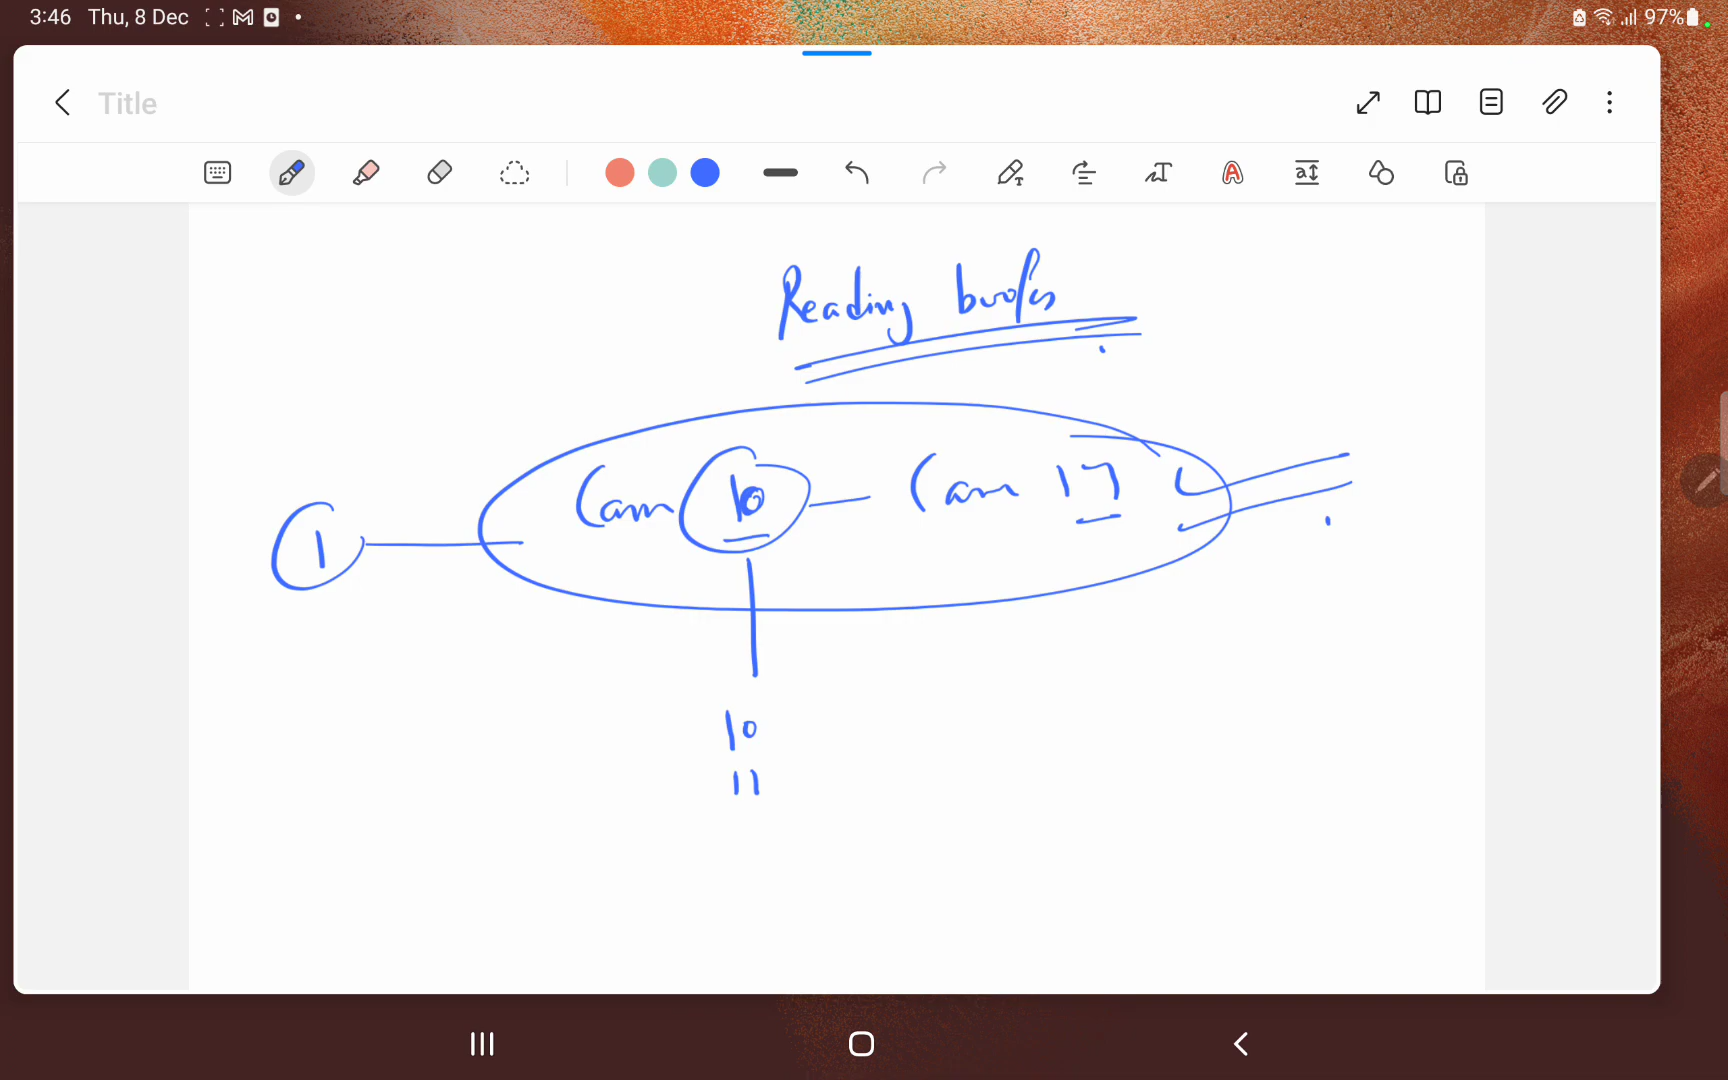 3:46 Thu, 8 Dec
97%
Title
Reading books
Cam 10 - Cam 17
1
10
11